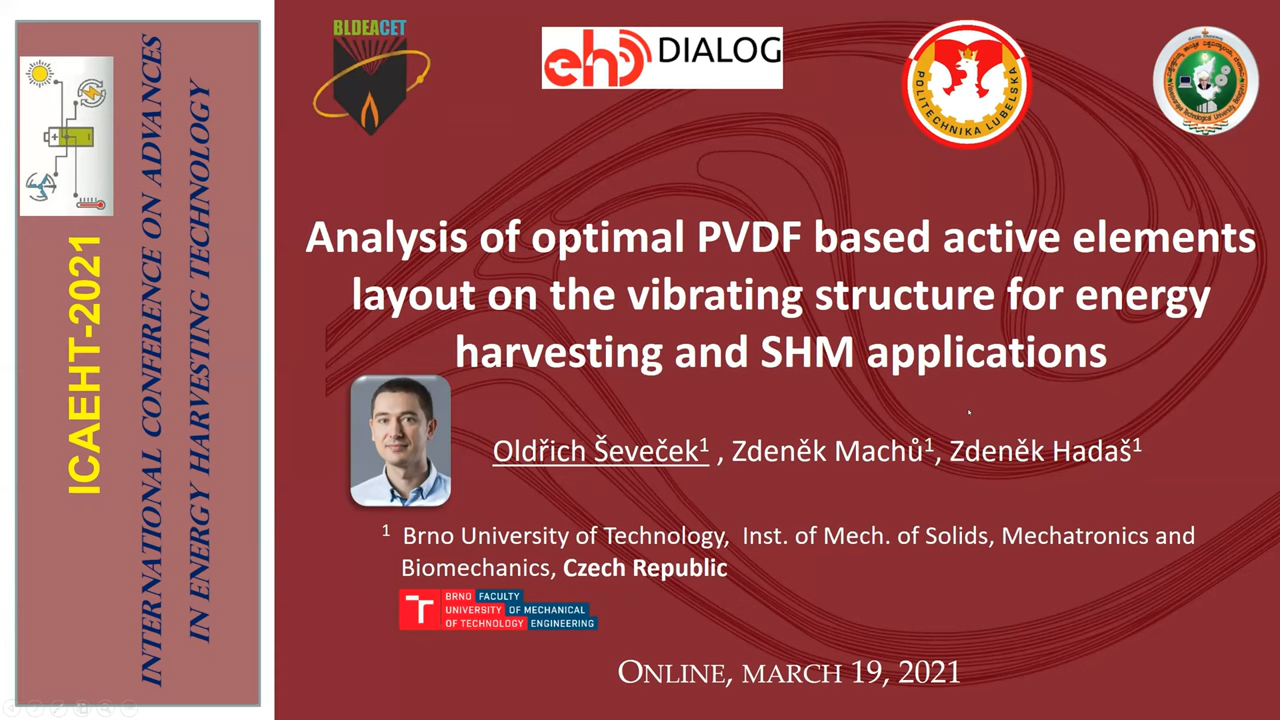 ICAEHT-2021
INTERNATIONAL CONFERENCE ON ADVANCES
IN ENERGY HARVESTING TECHNOLOGY
BLDEACET
eh DIALOG
POLITECHNIKA LUBELSKA
Analysis of optimal PVDF based active elements
layout on the vibrating structure for energy
harvesting and SHM applications
Oldřich Ševeček¹ , Zdeněk Machů¹, Zdeněk Hadaš¹
¹ Brno University of Technology, Inst. of Mech. of Solids, Mechatronics and
Biomechanics, Czech Republic
BRNO FACULTY
UNIVERSITY OF MECHANICAL
OF TECHNOLOGY ENGINEERING
ONLINE, MARCH 19, 2021